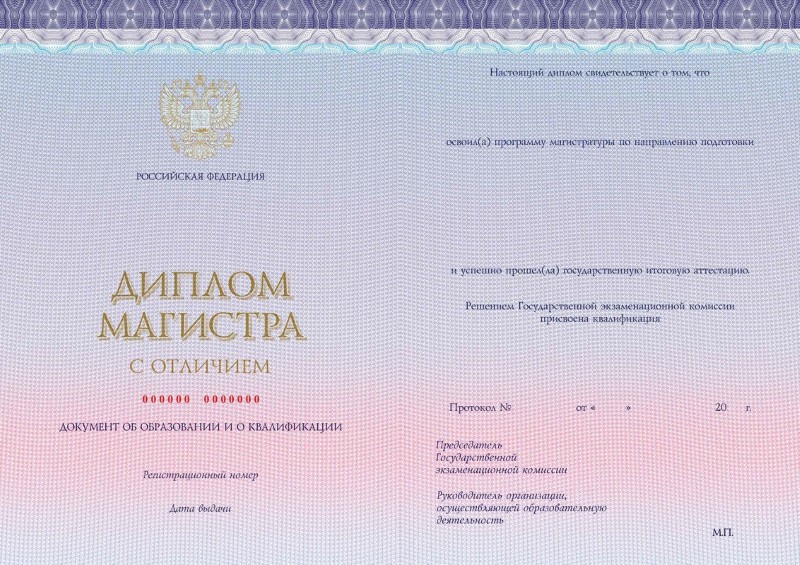 РОССИЙСКАЯ ФЕДЕРАЦИЯ
ДИПЛОМ
МАГИСТРА
С ОТЛИЧИЕМ
000000 0000000
ДОКУМЕНТ ОБ ОБРАЗОВАНИИ И О КВАЛИФИКАЦИИ
Регистрационный номер
Дата выдачи
Настоящий диплом свидетельствует о том, что
освоил(а) программу магистратуры по направлению подготовки
и успешно прошел(ла) государственную итоговую аттестацию.
Решением Государственной экзаменационной комиссии
присвоена квалификация
Протокол № от « » 20 г.
Председатель
Государственной
экзаменационной комиссии
Руководитель организации,
осуществляющей образовательную
деятельность
М.П.